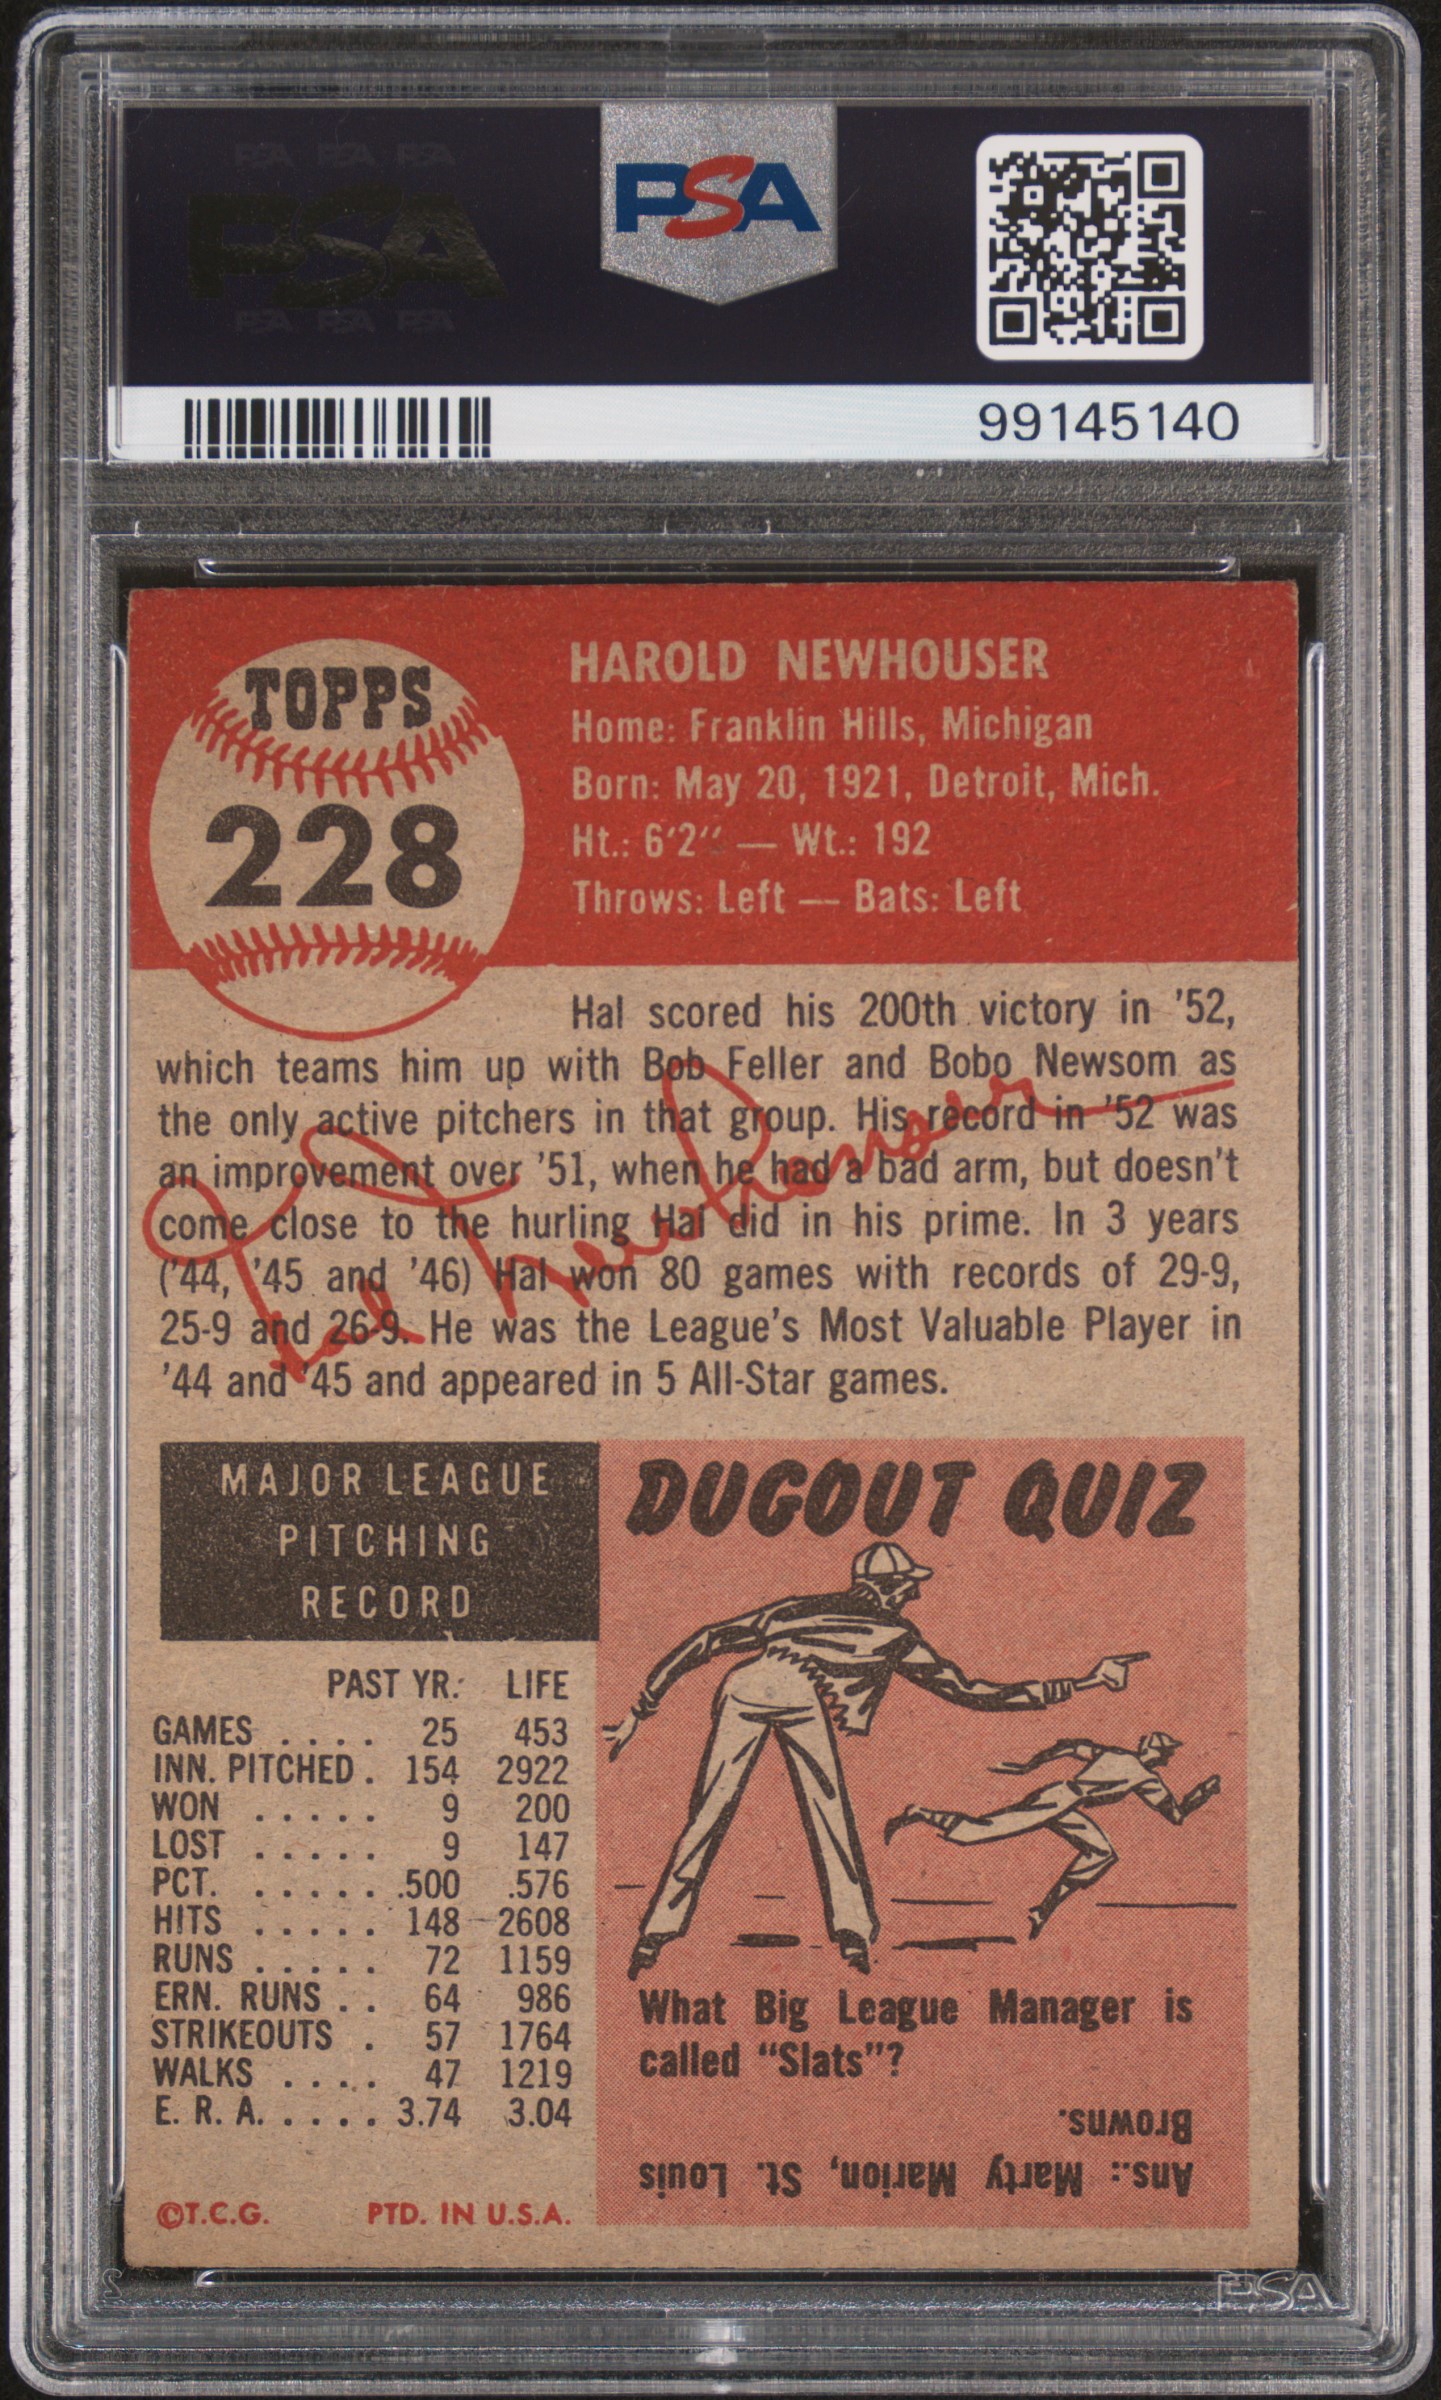 PSA PSA PSA
PSA
PSA PSA PSA
PSA
99145140
TOPPS
228
HAROLD NEWHOUSER
Home: Franklin Hills, Michigan
Born: May 20, 1921, Detroit, Mich.
Ht.: 6'2'' — Wt.: 192
Throws: Left — Bats: Left
Hal scored his 200th victory in '52,
which teams him up with Bob Feller and Bobo Newsom as
the only active pitchers in that group. His record in '52 was
an improvement over '51, when he had a bad arm, but doesn't
come close to the hurling Hal did in his prime. In 3 years
('44, '45 and '46) Hal won 80 games with records of 29-9,
25-9 and 26-9. He was the League's Most Valuable Player in
'44 and '45 and appeared in 5 All-Star games.
Hal Newhouser
MAJOR LEAGUE
PITCHING
RECORD
PAST YR. LIFE
GAMES .... 25 453
INN. PITCHED . 154 2922
WON ..... 9 200
LOST ..... 9 147
PCT. ..... .500 .576
HITS ..... 148 2608
RUNS ..... 72 1159
ERN. RUNS .. 64 986
STRIKEOUTS . 57 1764
WALKS .... 47 1219
E. R. A. .... 3.74 3.04
©T.C.G. PTD. IN U.S.A.
DUGOUT QUIZ
What Big League Manager is
called "Slats"?
Ans.: Marty Marion, St. Louis
Browns.
PSA